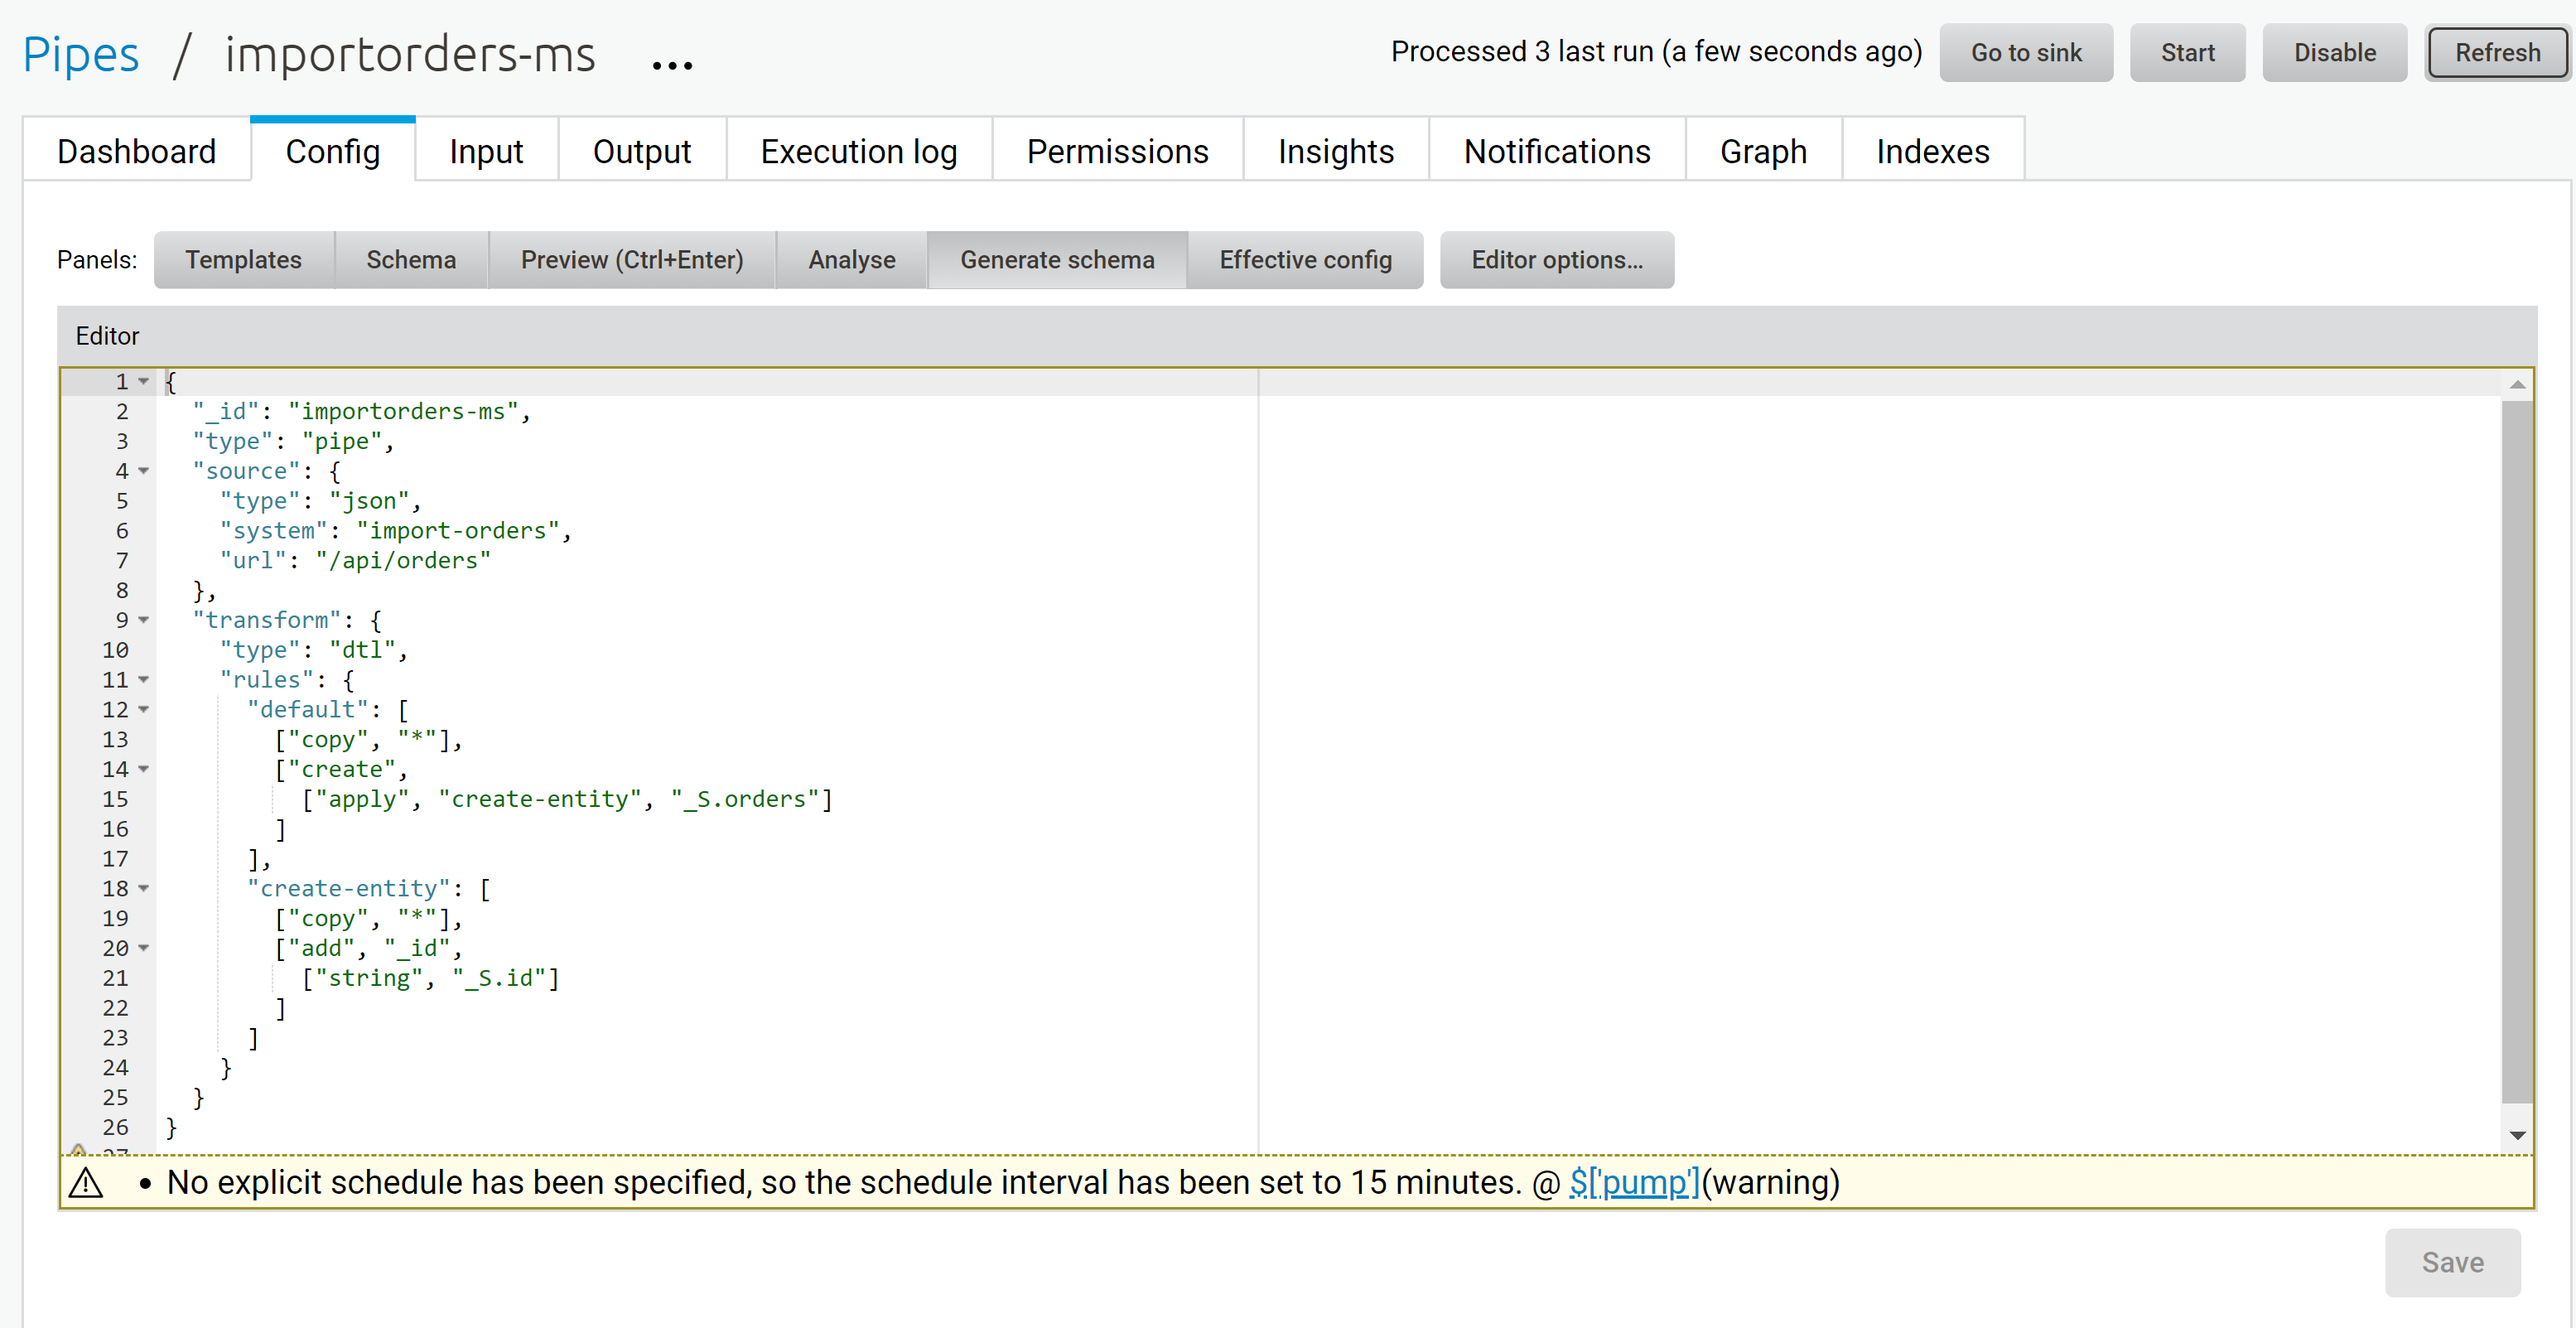 Pipes / importorders-ms ...
Processed 3 last run (a few seconds ago) Go to sink Start Disable Refresh
Dashboard Config Input Output Execution log Permissions Insights Notifications Graph Indexes
Panels: Templates Schema Preview (Ctrl+Enter) Analyse Generate schema Effective config Editor options...
Editor
1 {
2   "_id": "importorders-ms",
3   "type": "pipe",
4   "source": {
5     "type": "json",
6     "system": "import-orders",
7     "url": "/api/orders"
8   },
9   "transform": {
10     "type": "dtl",
11     "rules": {
12       "default": [
13         ["copy", "*"],
14         ["create",
15           ["apply", "create-entity", "_S.orders"]
16         ]
17       ],
18       "create-entity": [
19         ["copy", "*"],
20         ["add", "_id",
21           ["string", "_S.id"]
22         ]
23       ]
24     }
25   }
26 }
27
• No explicit schedule has been specified, so the schedule interval has been set to 15 minutes. @ $['pump'](warning)
Save